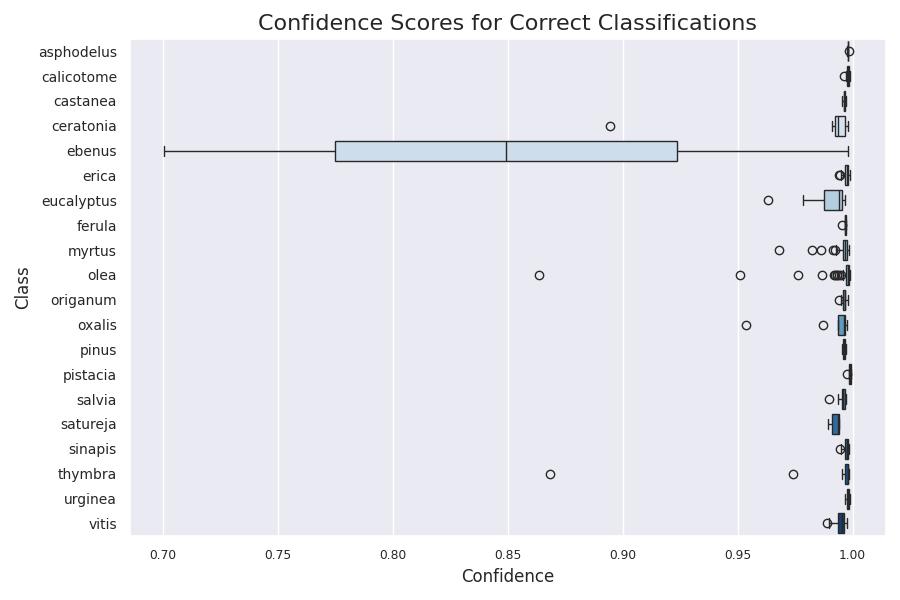 Confidence Scores for Correct Classifications
asphodelus
calicotome
castanea
ceratonia
ebenus
erica
eucalyptus
ferula
myrtus
olea
origanum
oxalis
pinus
pistacia
salvia
satureja
sinapis
thymbra
urginea
vitis
Class
0.70 0.75 0.80 0.85 0.90 0.95 1.00
Confidence